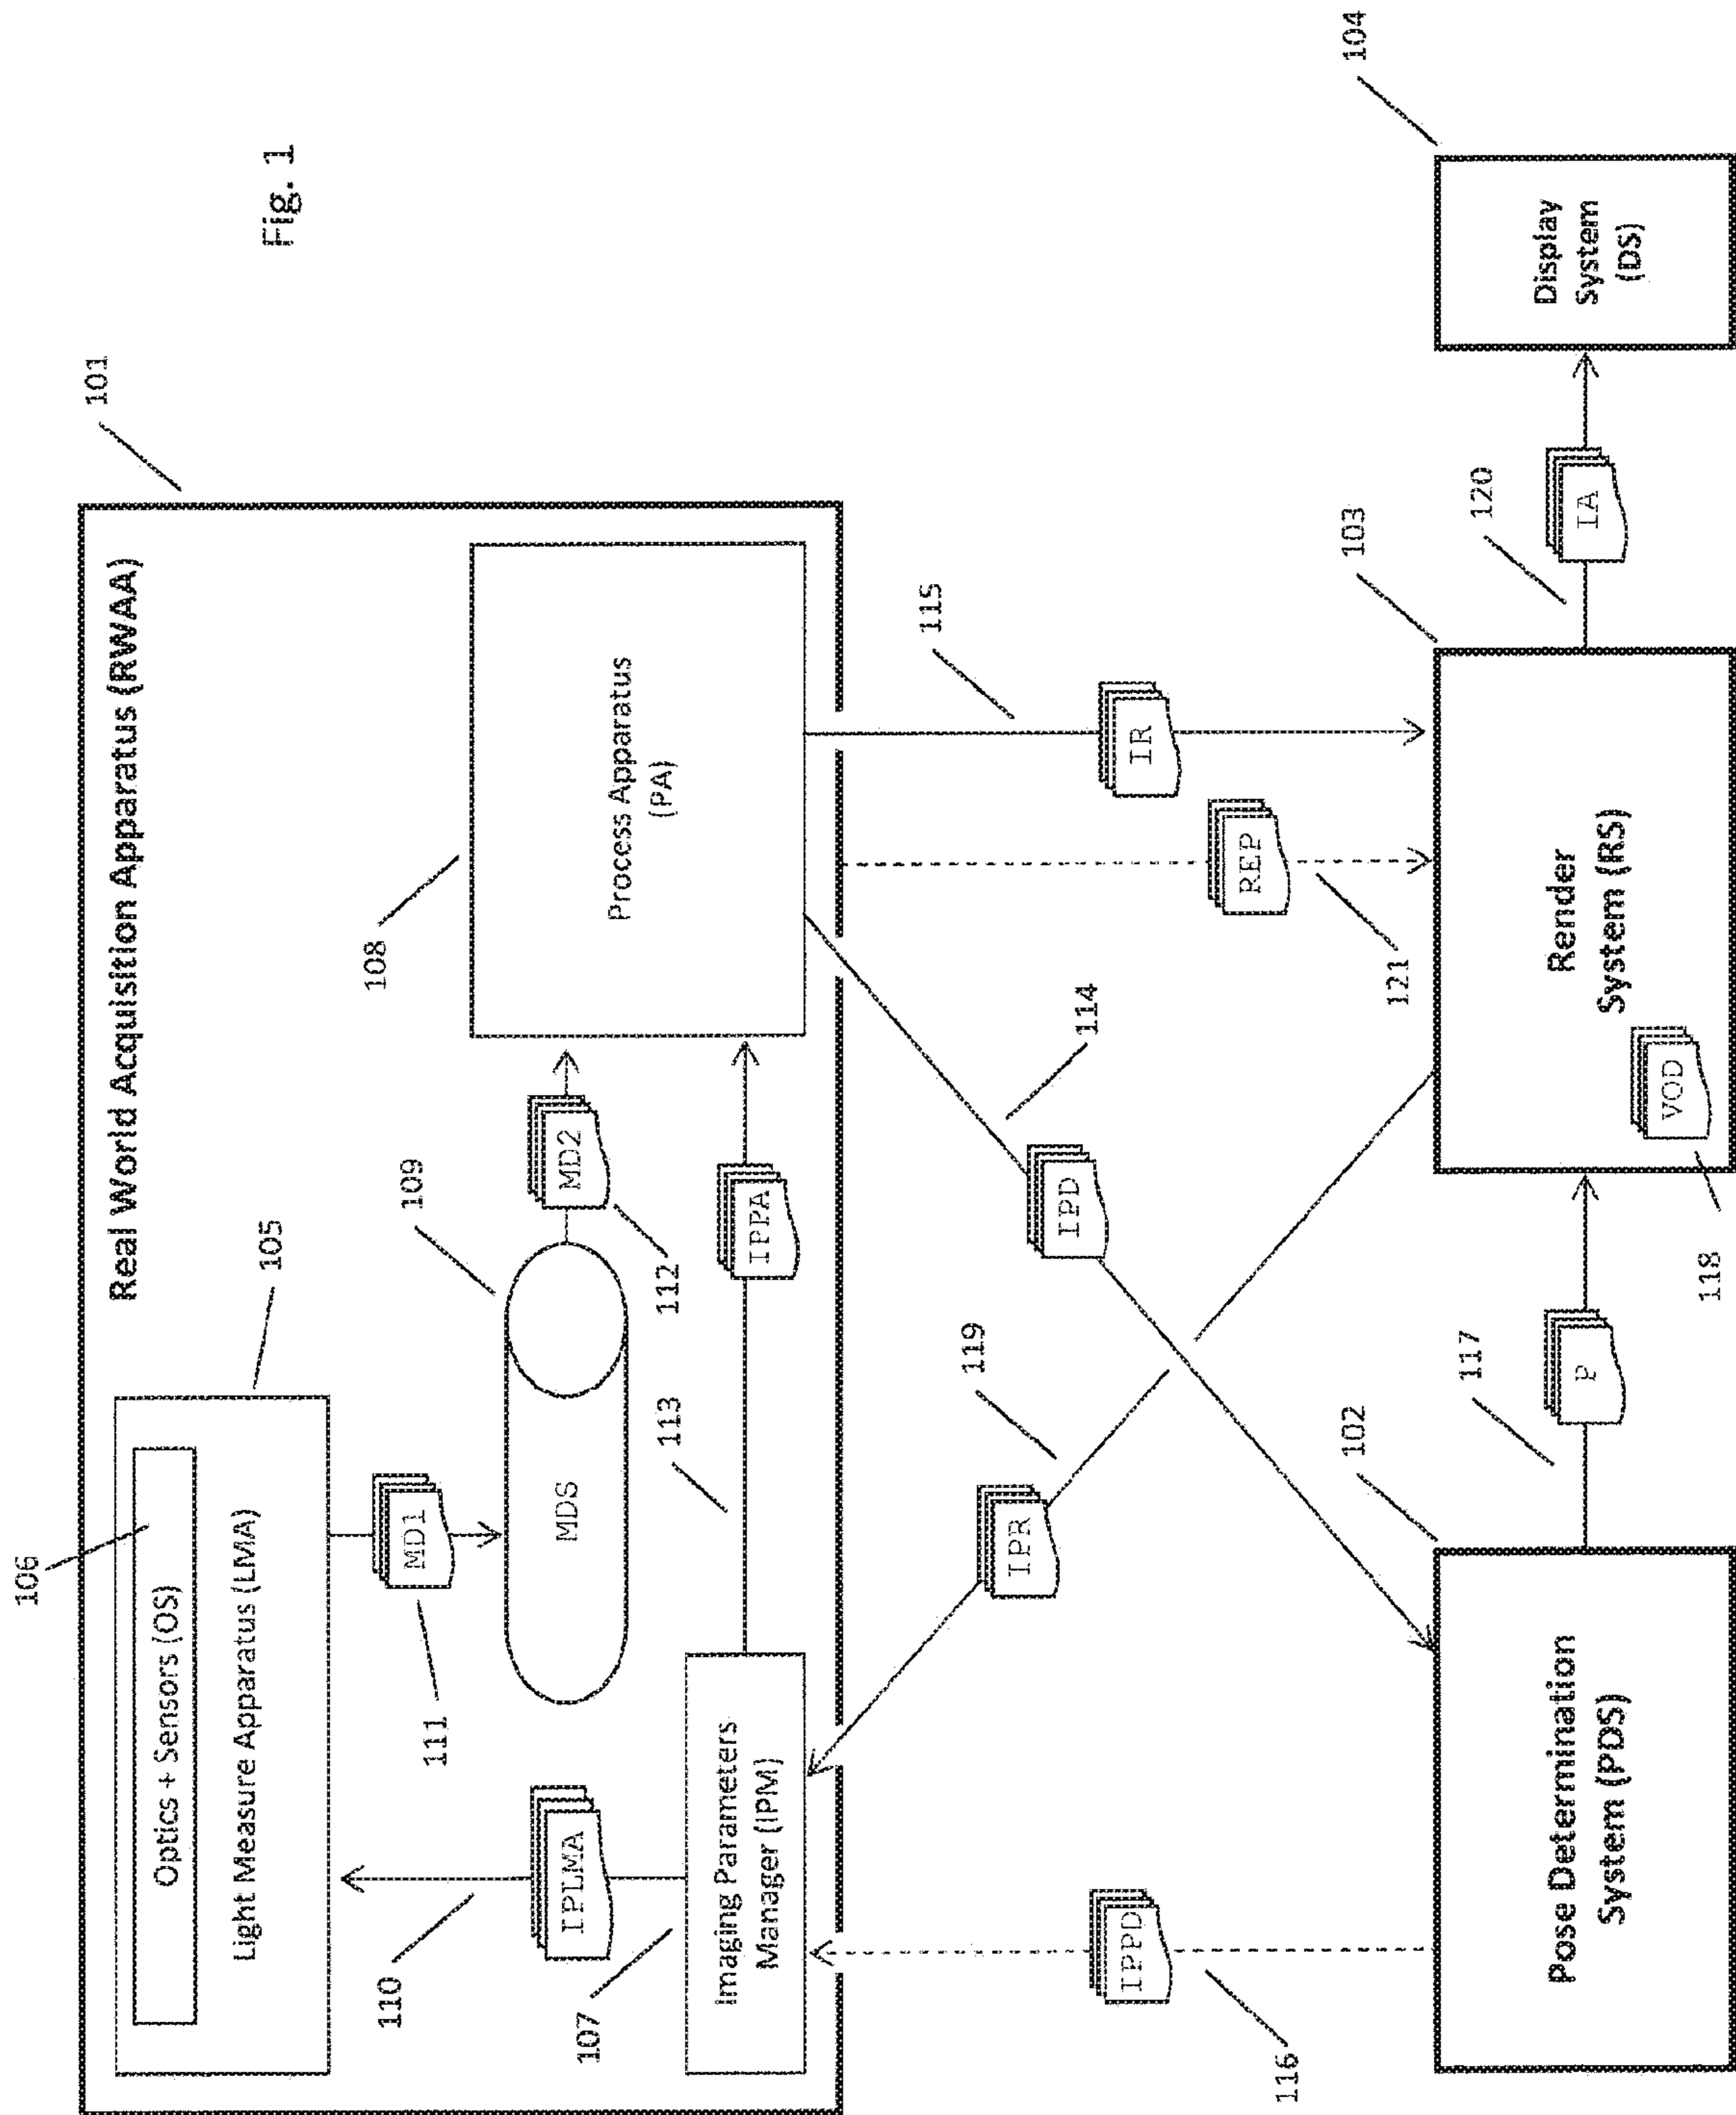 Fig. 1
101
Real World Acquisition Apparatus (RWAA)
106
105
Optics + Sensors (OS)
Light Measure Apparatus (LMA)
110
IPLMA
111
MD1
109
MDS
112
MD2
108
Process Apparatus
(PA)
107
Imaging Parameters
Manager (IPM)
113
IPPA
116
IPPD
119
IPR
114
IPD
121
REP
115
IR
102
Pose Determination
System (PDS)
117
P
118
VOD
103
Render
System (RS)
120
IA
104
Display
System
(DS)